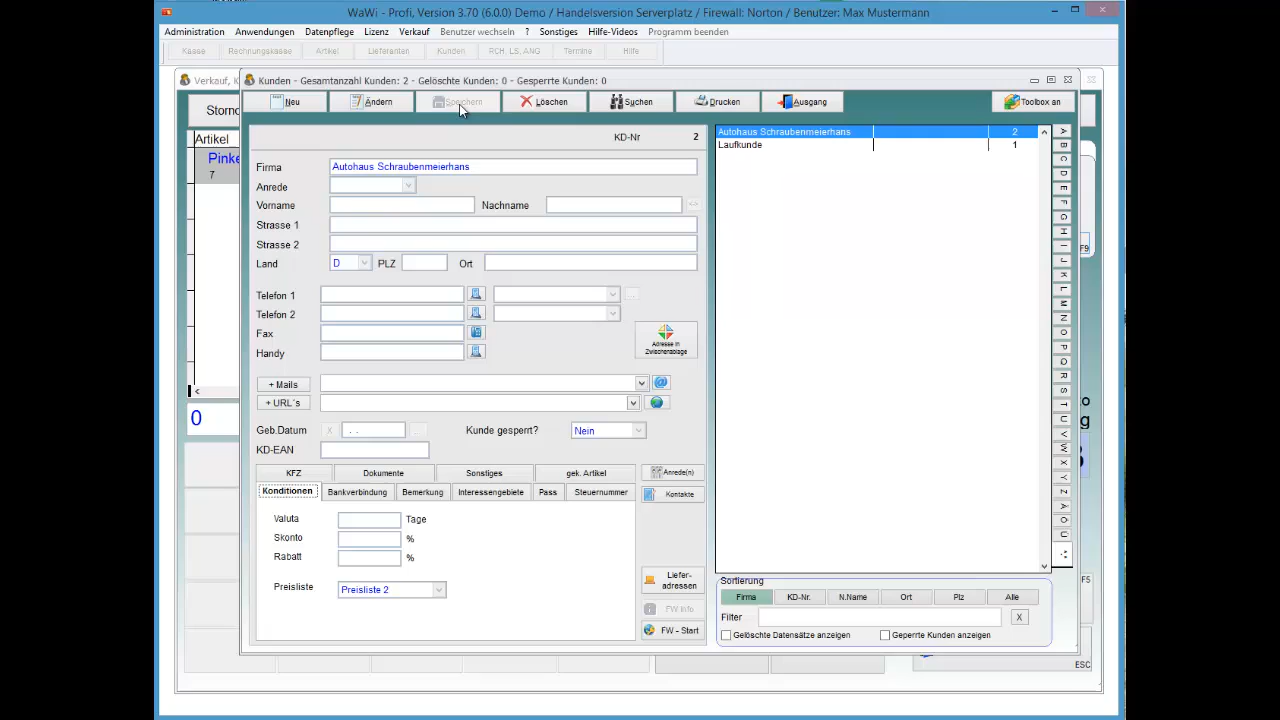 WaWi - Profi, Version 3.70 (6.0.0) Demo / Handelsversion Serverplatz / Firewall: Norton / Benutzer: Max Mustermann
Administration Anwendungen Datenpflege Lizenz Verkauf Benutzer wechseln ? Sonstiges Hilfe-Videos Programm beenden
Kasse Rechnungskasse Artikel Lieferanten Kunden RCH, LS, ANG Termine Hilfe
Verkauf, K
Kunden - Gesamtanzahl Kunden: 2 - Gelöschte Kunden: 0 - Gesperrte Kunden: 0
Neu Ändern Speichern Löschen Suchen Drucken Ausgang Toolbox an
Storno
Artikel
Pinke
7
<
0
KD-Nr 2
Firma Autohaus Schraubenmeierhans
Anrede
Vorname Nachname <>
Strasse 1
Strasse 2
Land D PLZ Ort
Telefon 1
Telefon 2
Fax
Handy
Adresse in
Zwischenablage
+ Mails @
+ URL´s
Geb.Datum X . . Kunde gesperrt? Nein
KD-EAN
KFZ Dokumente Sonstiges gek. Artikel Anrede(n)
Konditionen Bankverbindung Bemerkung Interessengebiete Pass Steuernummer Kontakte
Valuta Tage
Skonto %
Rabatt %
Preisliste Preisliste 2
Liefer-
adressen
FW Info
FW - Start
Autohaus Schraubenmeierhans 2
Laufkunde 1
A
B
C
D
E
F
G
H
I
J
K
L
M
N
O
P
Q
R
S
T
U
V
W
X
Y
Z
Ä
Ö
Ü
*.*
Sortierung
Firma KD-Nr. N.Name Ort Plz Alle
Filter X
Gelöschte Datensätze anzeigen Geperrte Kunden anzeigen
F9
to
g
F5
ESC